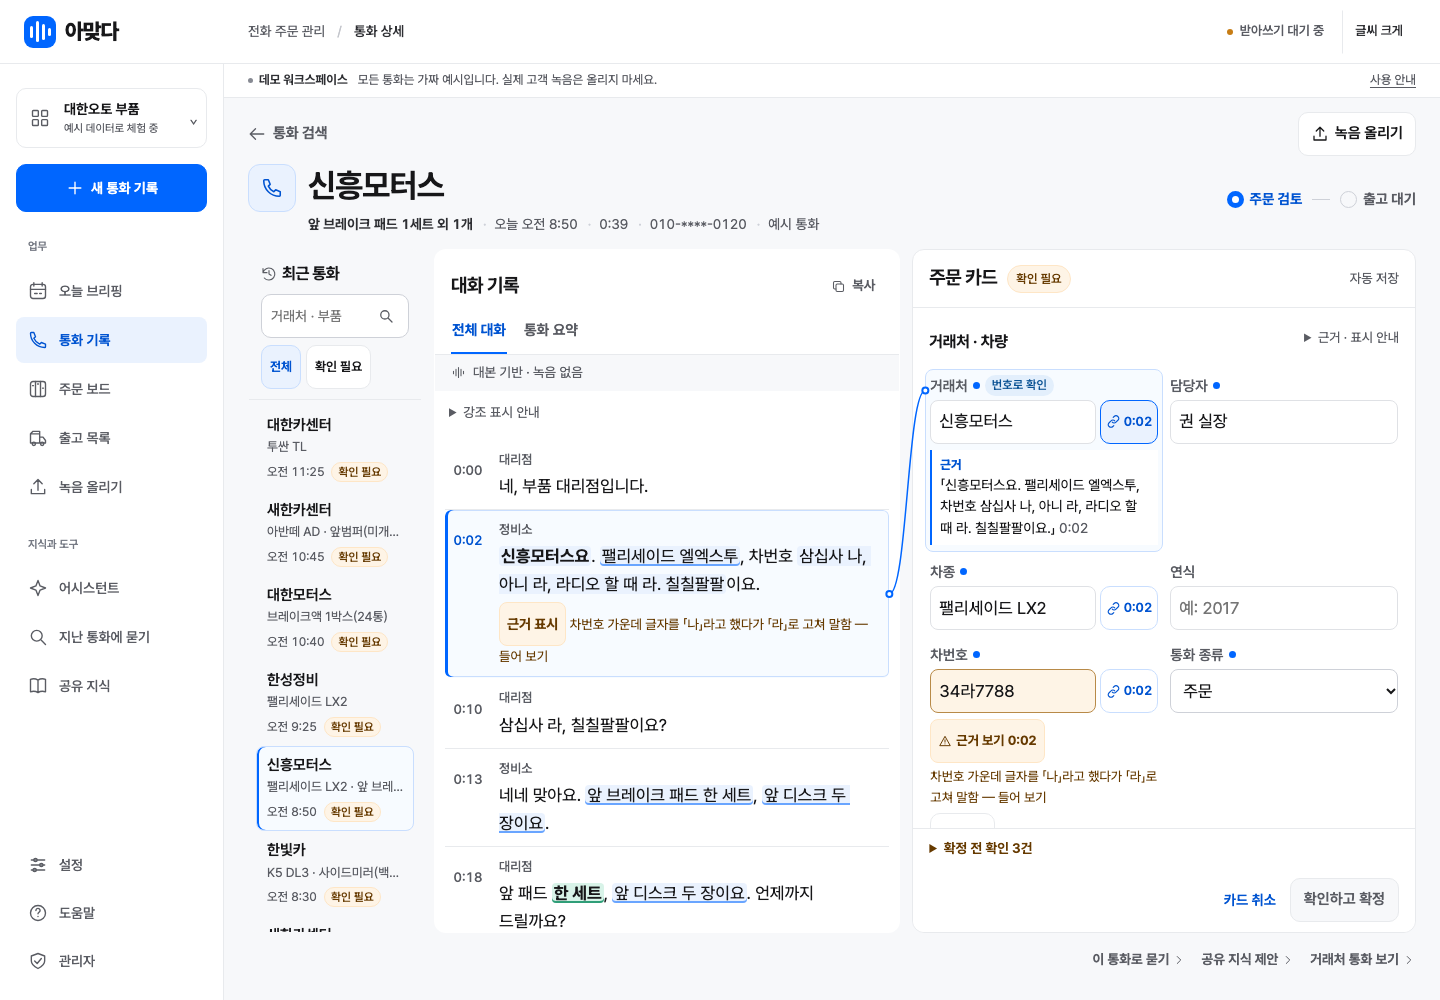 아맞다
전화 주문 관리 / 통화 상세
받아쓰기 대기 중
글씨 크게
데모 워크스페이스 모든 통화는 가짜 예시입니다. 실제 고객 녹음은 올리지 마세요.
사용 안내
대한오토 부품
예시 데이터로 체험 중
새 통화 기록
업무
오늘 브리핑
통화 기록
주문 보드
출고 목록
녹음 올리기
지식과 도구
어시스턴트
지난 통화에 묻기
공유 지식
설정
도움말
관리자
통화 검색
녹음 올리기
신흥모터스
앞 브레이크 패드 1세트 외 1개 · 오늘 오전 8:50 · 0:39 · 010-****-0120 · 예시 통화
주문 검토
출고 대기
최근 통화
거래처 · 부품
전체
확인 필요
대한카센터
투싼 TL
오전 11:25 확인 필요
새한카센터
아반떼 AD · 앞범퍼(미개...
오전 10:45 확인 필요
대한모터스
브레이크액 1박스(24통)
오전 10:40 확인 필요
한성정비
팰리세이드 LX2
오전 9:25 확인 필요
신흥모터스
팰리세이드 LX2 · 앞 브레...
오전 8:50 확인 필요
한빛카
K5 DL3 · 사이드미러(백...
오전 8:30 확인 필요
대화 기록
복사
전체 대화
통화 요약
대본 기반 · 녹음 없음
강조 표시 안내
0:00
대리점
네, 부품 대리점입니다.
0:02
정비소
신흥모터스요. 팰리세이드 엘엑스투, 차번호 삼십사 나,
아니 라, 라디오 할 때 라. 칠칠팔팔이요.
근거 표시 차번호 가운데 글자를 「나」라고 했다가 「라」로 고쳐 말함 —
들어 보기
0:10
대리점
삼십사 라, 칠칠팔팔이요?
0:13
정비소
네네 맞아요. 앞 브레이크 패드 한 세트, 앞 디스크 두
장이요.
0:18
대리점
앞 패드 한 세트, 앞 디스크 두 장이요. 언제까지
드릴까요?
주문 카드 확인 필요
자동 저장
거래처 · 차량
근거 · 표시 안내
거래처 번호로 확인
신흥모터스
0:02
근거
「신흥모터스요. 팰리세이드 엘엑스투,
차번호 삼십사 나, 아니 라, 라디오 할
때 라. 칠칠팔팔이요.」 0:02
담당자
권 실장
차종
팰리세이드 LX2
0:02
연식
예: 2017
차번호
34라7788
0:02
통화 종류
주문
근거 보기 0:02
차번호 가운데 글자를 「나」라고 했다가 「라」로
고쳐 말함 — 들어 보기
확정 전 확인 3건
카드 취소
확인하고 확정
이 통화로 묻기
공유 지식 제안
거래처 통화 보기